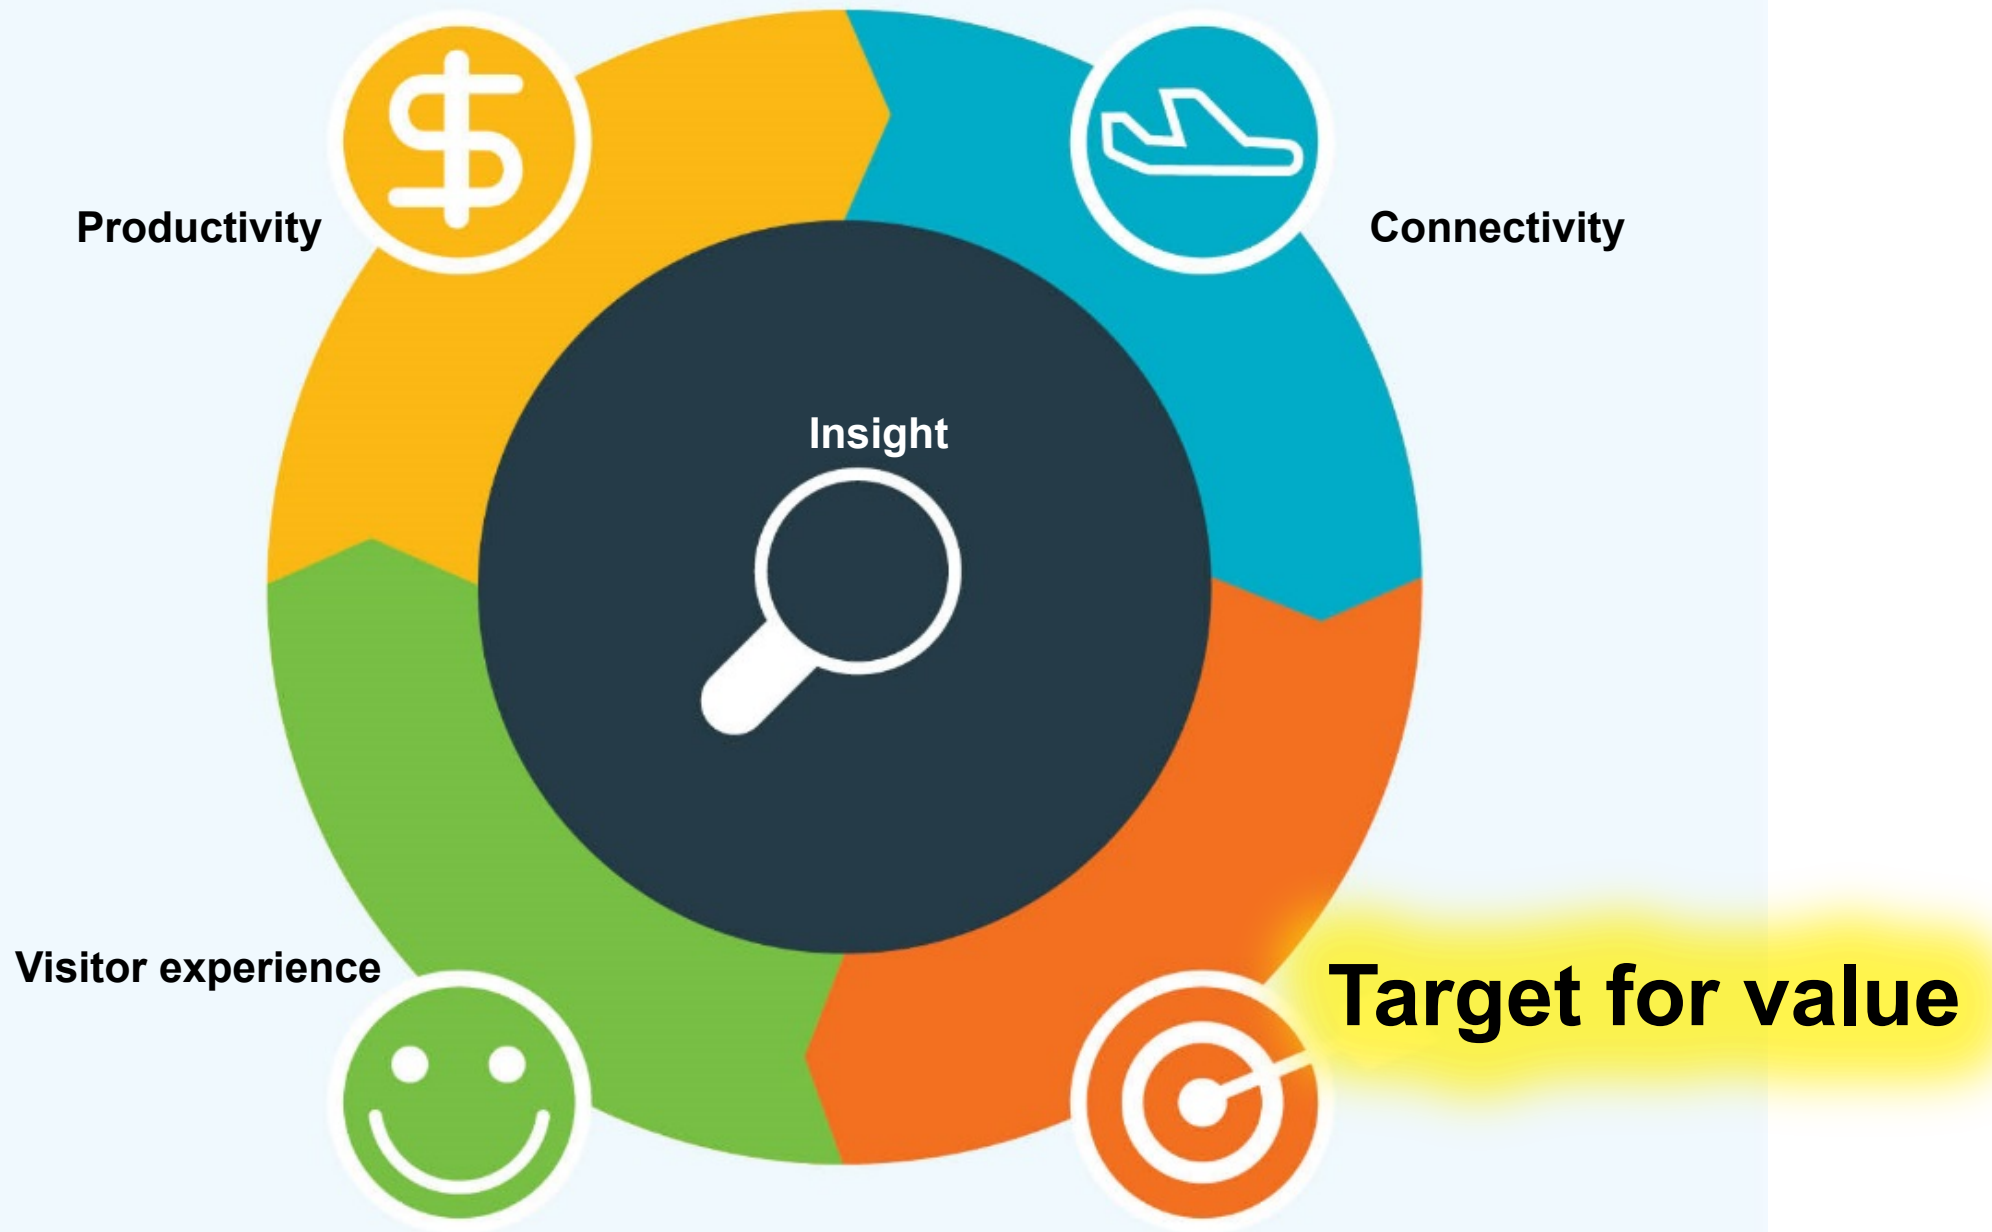 Productivity
Connectivity
Insight
Visitor experience
Target for value